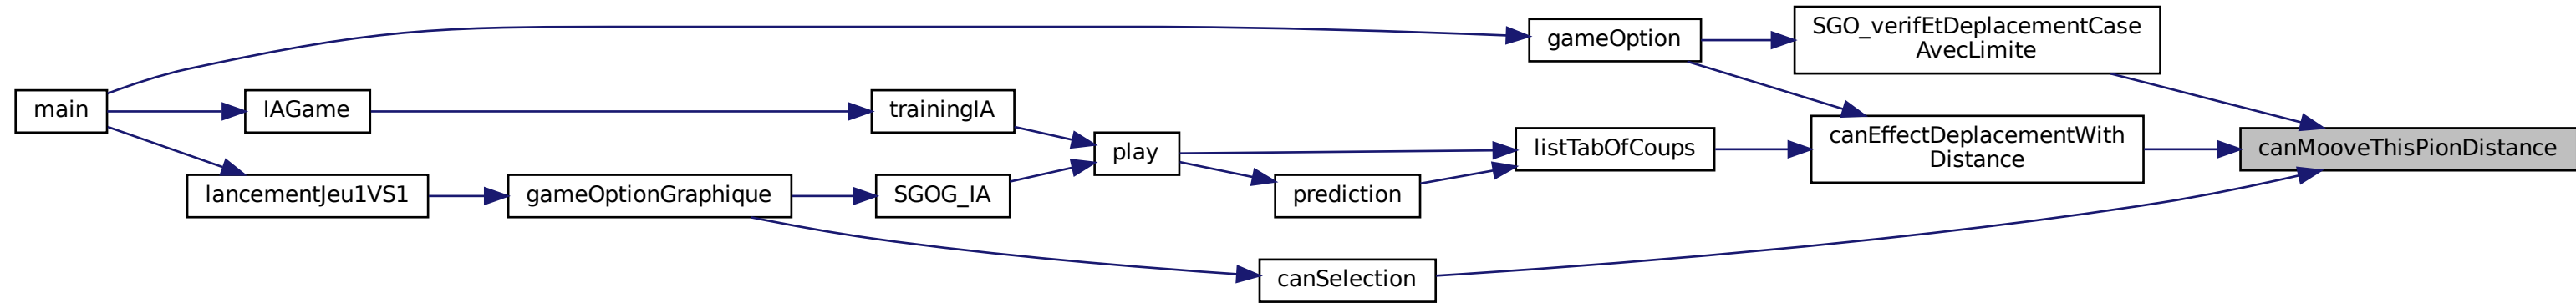 main
IAGame
lancementJeu1VS1
gameOptionGraphique
trainingIA
SGOG_IA
play
prediction
canSelection
listTabOfCoups
gameOption
SGO_verifEtDeplacementCase
AvecLimite
canEffectDeplacementWith
Distance
canMooveThisPionDistance